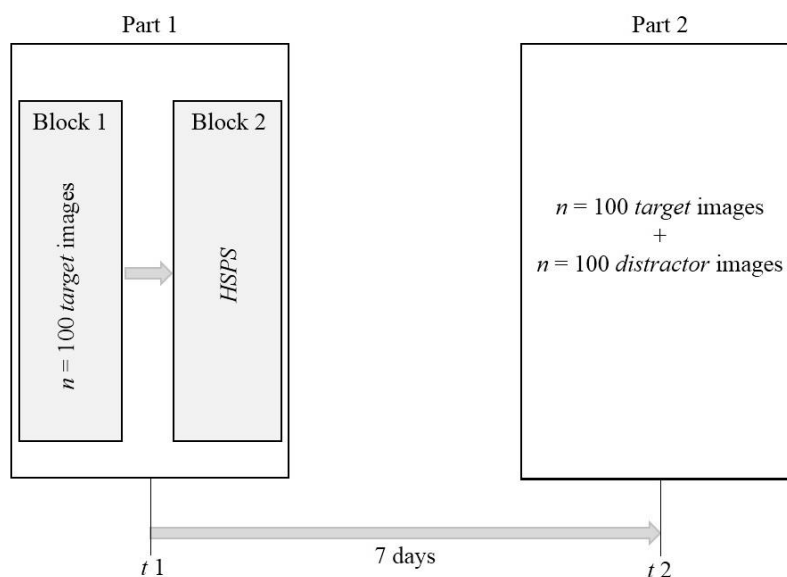 Part 1
Part 2
Block 1
Block 2
n = 100 target images
HSPS
n = 100 target images
+
n = 100 distractor images
7 days
t 1
t 2